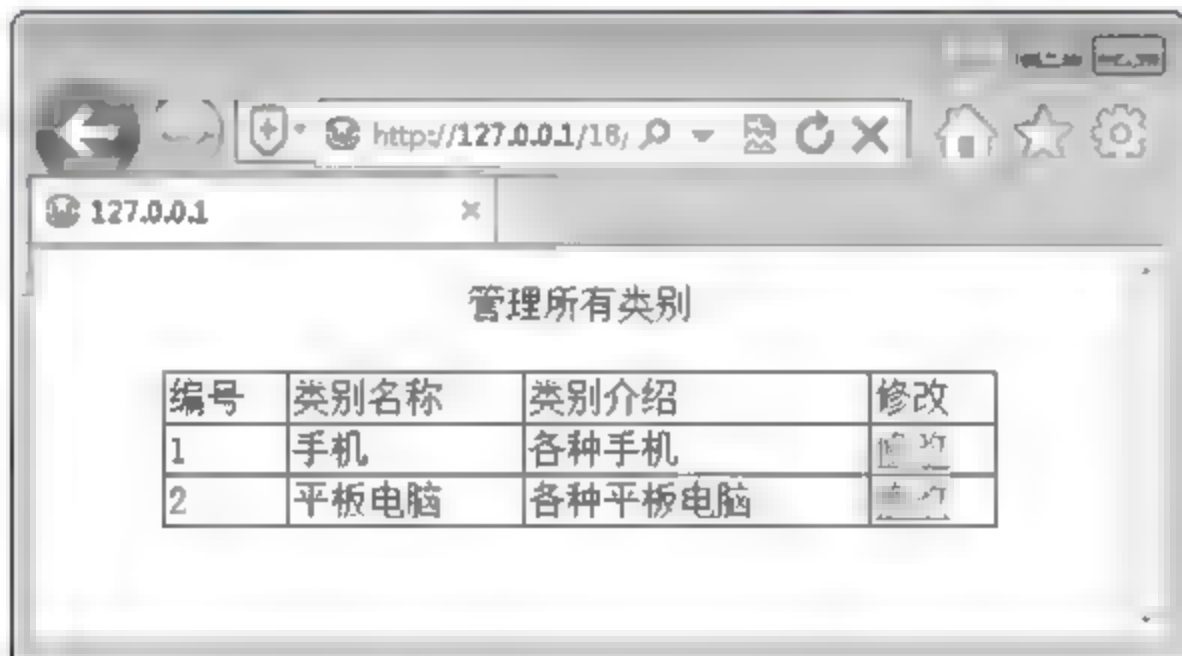 http://127.0.0.1/16/
127.0.0.1
管理所有类别
编号 类别名称 类别介绍 修改
1 手机 各种手机
2 平板电脑 各种平板电脑